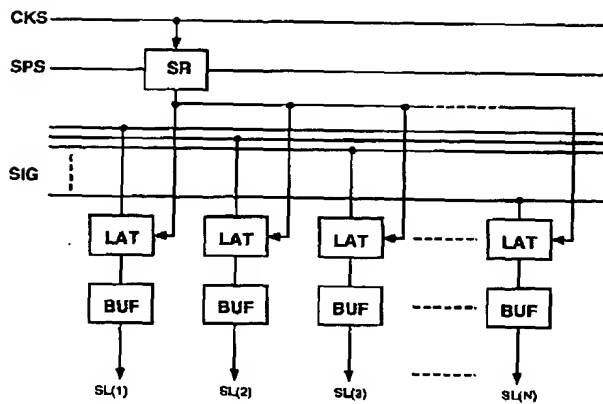 CKS
SPS SR
SIG
LAT LAT LAT LAT
BUF BUF BUF BUF
SL(1) SL(2) SL(3) SL(N)